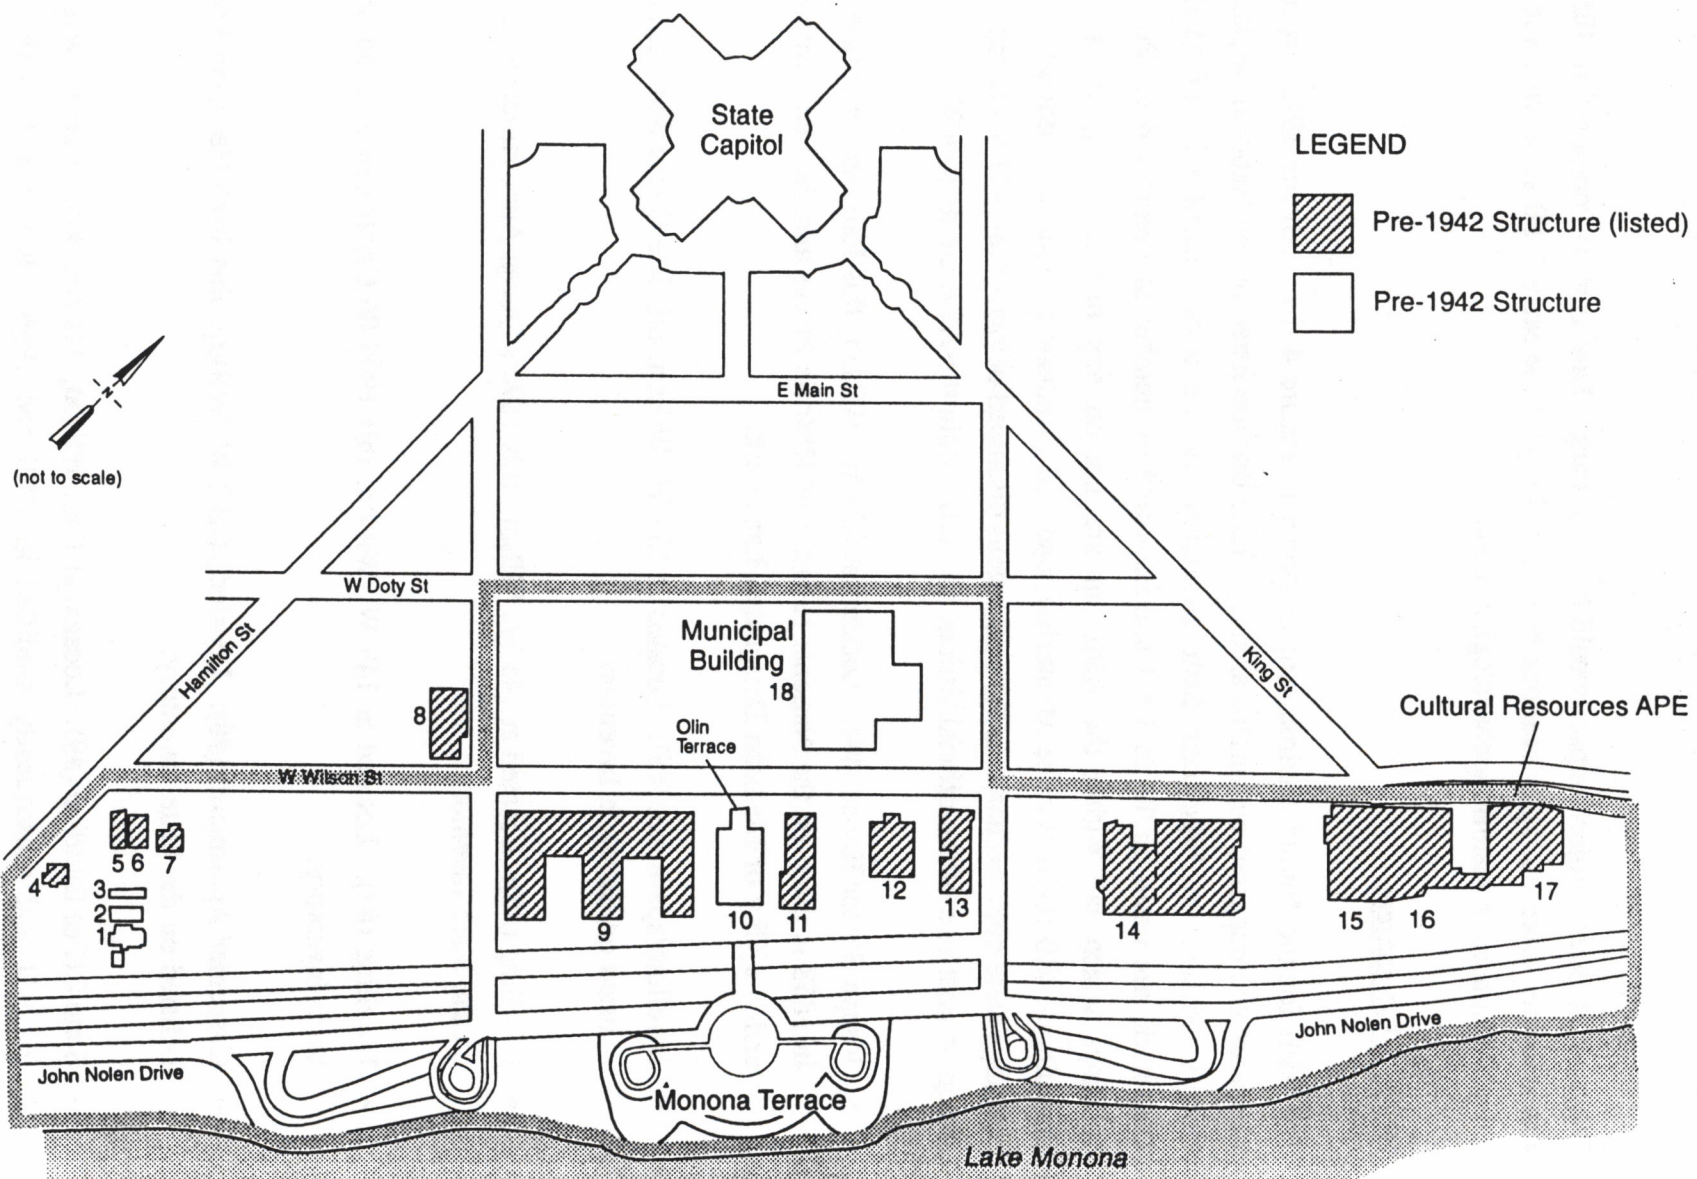 State
Capitol
LEGEND
Pre-1942 Structure (listed)
Pre-1942 Structure
N
(not to scale)
E Main St
W Doty St
Hamilton St
Municipal
Building
18
King St
8
Olin
Terrace
Cultural Resources APE
W Wilson St
5
6
7
4
3
2
1
9
10
11
12
13
14
15
16
17
John Nolen Drive
John Nolen Drive
Monona Terrace
Lake Monona